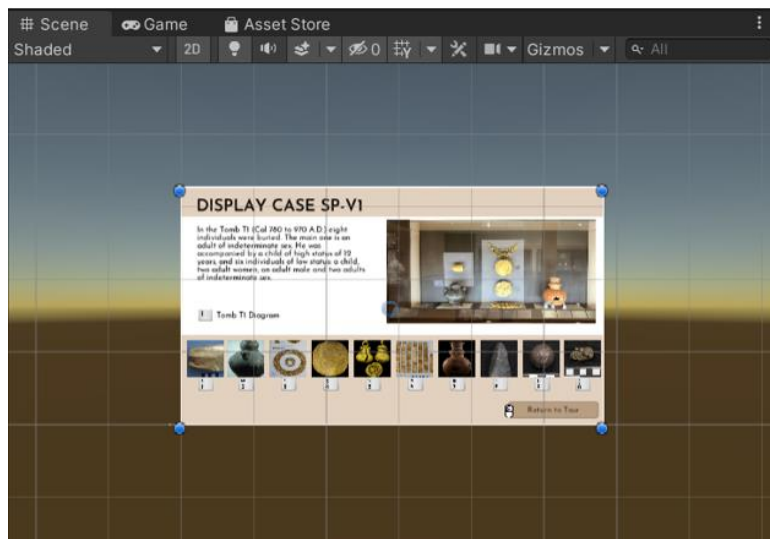 Scene Game Asset Store
Shaded 2D 0 Gizmos All
DISPLAY CASE SP-V1
In the Tomb T1 (Cal 780 to 970 A.D.) eight
individuals were buried. The main one is an
adult of indeterminate sex. He was
accompanied by a child of high status of 12
years, and six individuals of low status: a child,
two adult women, an adult male and two adults
of indeterminate sex.
Tomb T1 Diagram
Return to Tour